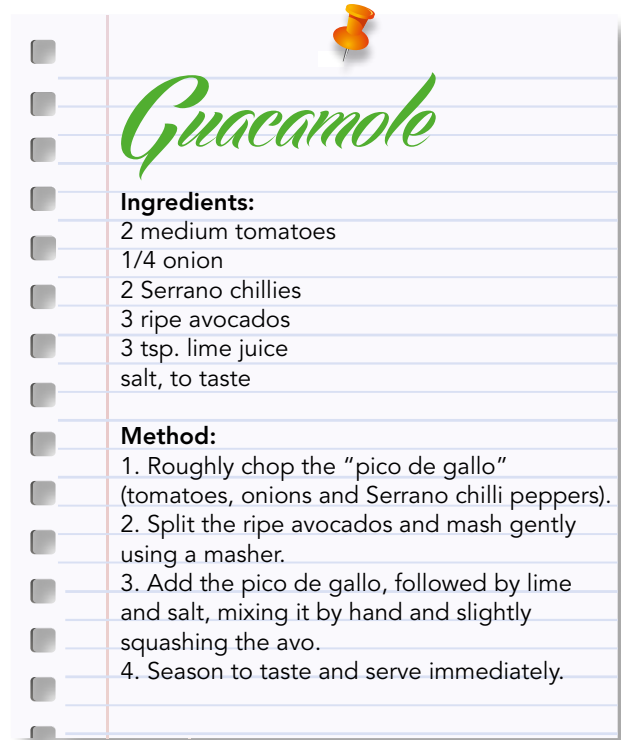 Guacamole
Ingredients:
2 medium tomatoes
1/4 onion
2 Serrano chillies
3 ripe avocados
3 tsp. lime juice
salt, to taste
Method:
1. Roughly chop the “pico de gallo”
(tomatoes, onions and Serrano chilli peppers).
2. Split the ripe avocados and mash gently
using a masher.
3. Add the pico de gallo, followed by lime
and salt, mixing it by hand and slightly
squashing the avo.
4. Season to taste and serve immediately.